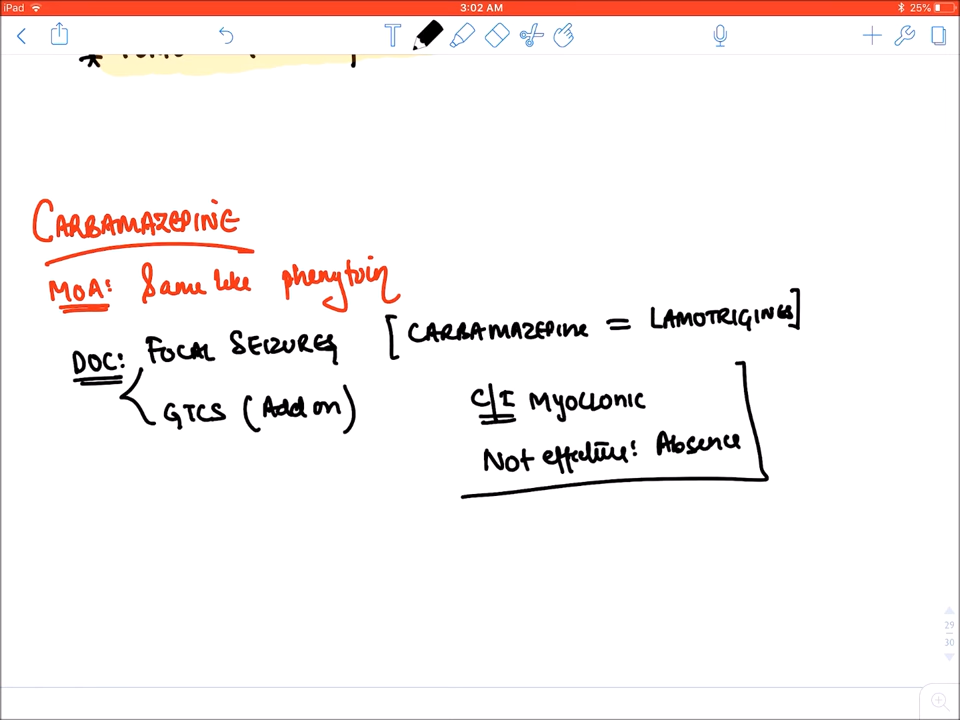 iPad 3:02 AM 25%
T
CARBAMAZEPINE
MOA: Same like phenytoin
DOC: FOCAL SEIZURES [CARBAMAZEPINE = LAMOTRIGINES]
GTCS (Add on)
C/I Myoclonic
Not effective: Absence
29
30